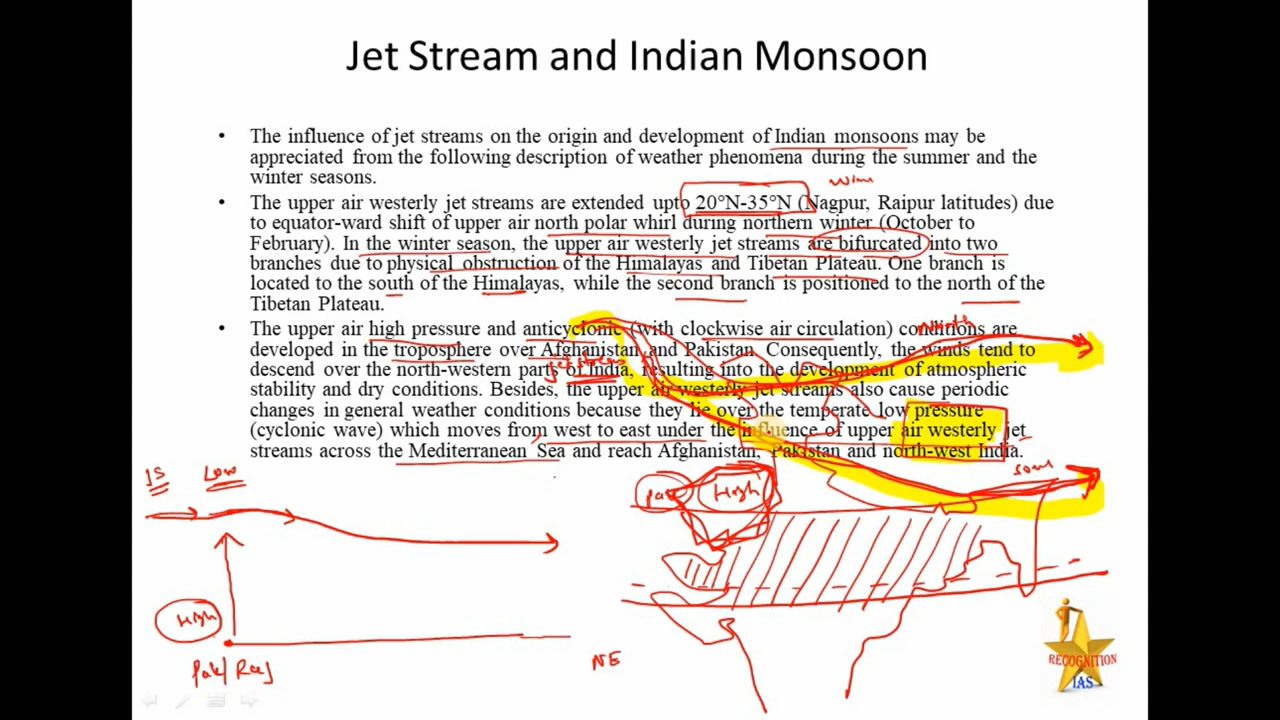 Jet Stream and Indian Monsoon
• The influence of jet streams on the origin and development of Indian monsoons may be
appreciated from the following description of weather phenomena during the summer and the
winter seasons.
• The upper air westerly jet streams are extended upto 20°N-35°N (Nagpur, Raipur latitudes) due
to equator-ward shift of upper air north polar whirl during northern winter (October to
February). In the winter season, the upper air westerly jet streams are bifurcated into two
branches due to physical obstruction of the Himalayas and Tibetan Plateau. One branch is
located to the south of the Himalayas, while the second branch is positioned to the north of the
Tibetan Plateau.
• The upper air high pressure and anticyclonic (with clockwise air circulation) conditions are
developed in the troposphere over Afghanistan and Pakistan. Consequently, the winds tend to
descend over the north-western parts of India, resulting into the development of atmospheric
stability and dry conditions. Besides, the upper air westerly jet streams also cause periodic
changes in general weather conditions because they lie over the temperate low pressure
(cyclonic wave) which moves from west to east under the influence of upper air westerly jet
streams across the Mediterranean Sea and reach Afghanistan, Pakistan and north-west India.
North
Jet stream
IS Low
Pak High
High
Pak/Raj
NE
RECOGNITION
IAS